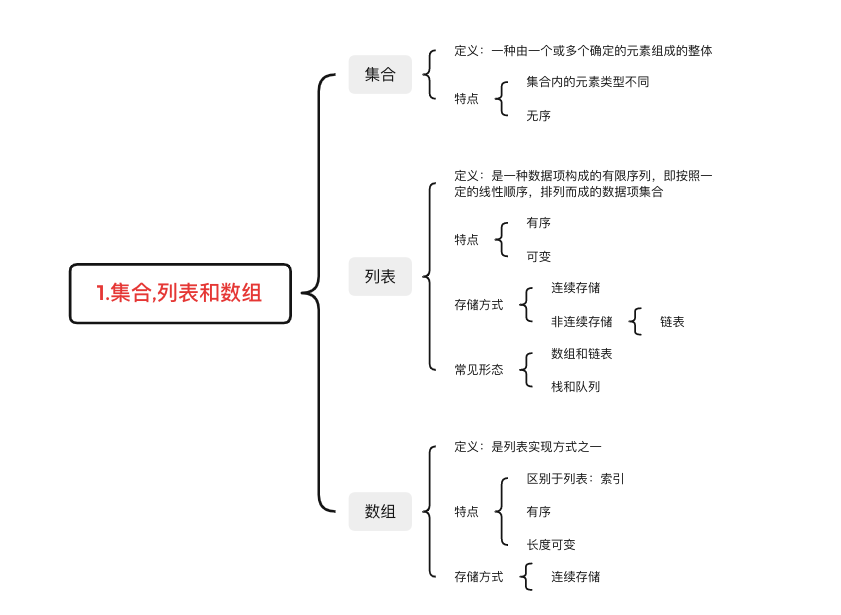 1.集合,列表和数组
集合
定义：一种由一个或多个确定的元素组成的整体
特点
集合内的元素类型不同
无序
列表
定义：是一种数据项构成的有限序列，即按照一
定的线性顺序，排列而成的数据项集合
特点
有序
可变
存储方式
连续存储
非连续存储
链表
常见形态
数组和链表
栈和队列
数组
定义：是列表实现方式之一
特点
区别于列表：索引
有序
长度可变
存储方式
连续存储